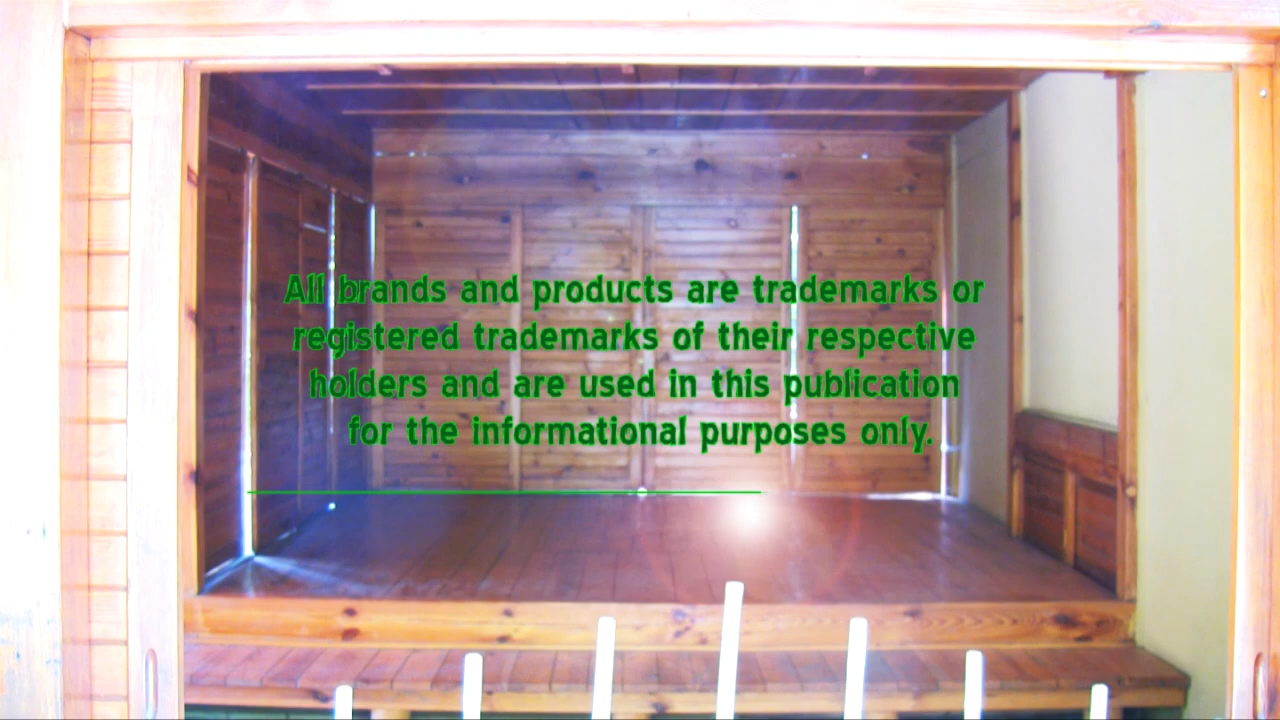 All brands and products are trademarks or
registered trademarks of their respective
holders and are used in this publication
for the informational purposes only.